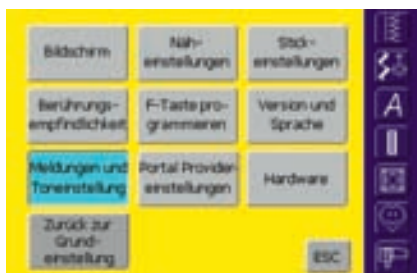 Bildschirm
Näh-
einstellungen
Stick-
einstellungen
Berührungs-
empfindlichkeit
F-Taste pro-
grammieren
Version und
Sprache
Meldungen und
Toneinstellung
Portal Provider-
einstellungen
Hardware
Zurück zur
Grund-
einstellung
ESC
A